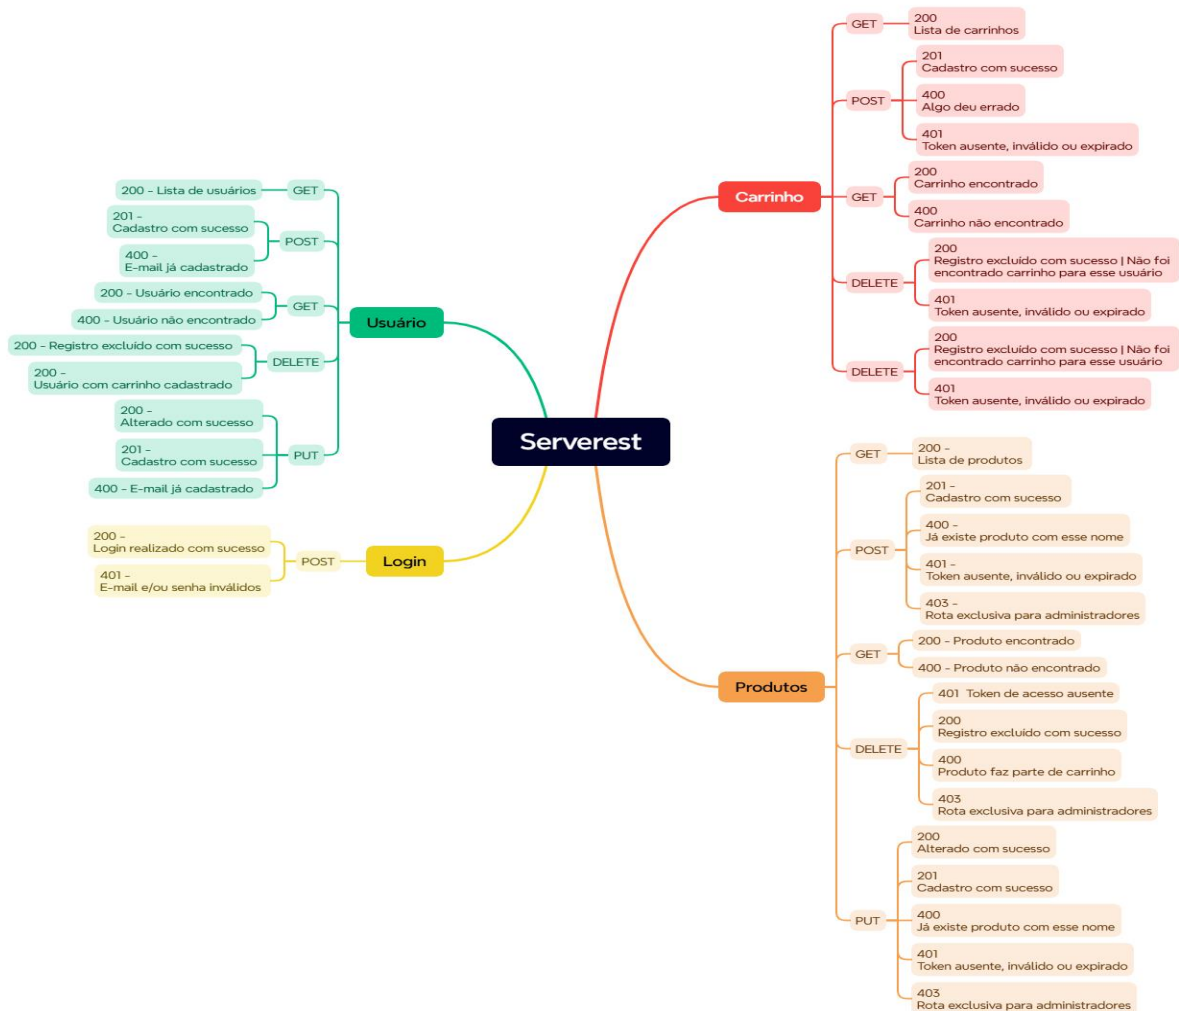 Serverest
Usuário
GET
200 - Lista de usuários
POST
201 -
Cadastro com sucesso
400 -
E-mail já cadastrado
GET
200 - Usuário encontrado
400 - Usuário não encontrado
DELETE
200 - Registro excluído com sucesso
200 -
Usuário com carrinho cadastrado
PUT
200 -
Alterado com sucesso
201 -
Cadastro com sucesso
400 - E-mail já cadastrado
Login
POST
200 -
Login realizado com sucesso
401 -
E-mail e/ou senha inválidos
Carrinho
GET
200
Lista de carrinhos
POST
201
Cadastro com sucesso
400
Algo deu errado
401
Token ausente, inválido ou expirado
GET
200
Carrinho encontrado
400
Carrinho não encontrado
DELETE
200
Registro excluído com sucesso | Não foi
encontrado carrinho para esse usuário
401
Token ausente, inválido ou expirado
DELETE
200
Registro excluído com sucesso | Não foi
encontrado carrinho para esse usuário
401
Token ausente, inválido ou expirado
Produtos
GET
200 -
Lista de produtos
POST
201 -
Cadastro com sucesso
400 -
Já existe produto com esse nome
401 -
Token ausente, inválido ou expirado
403 -
Rota exclusiva para administradores
GET
200 - Produto encontrado
400 - Produto não encontrado
DELETE
401 Token de acesso ausente
200
Registro excluído com sucesso
400
Produto faz parte de carrinho
403
Rota exclusiva para administradores
PUT
200
Alterado com sucesso
201
Cadastro com sucesso
400
Já existe produto com esse nome
401
Token ausente, inválido ou expirado
403
Rota exclusiva para administradores